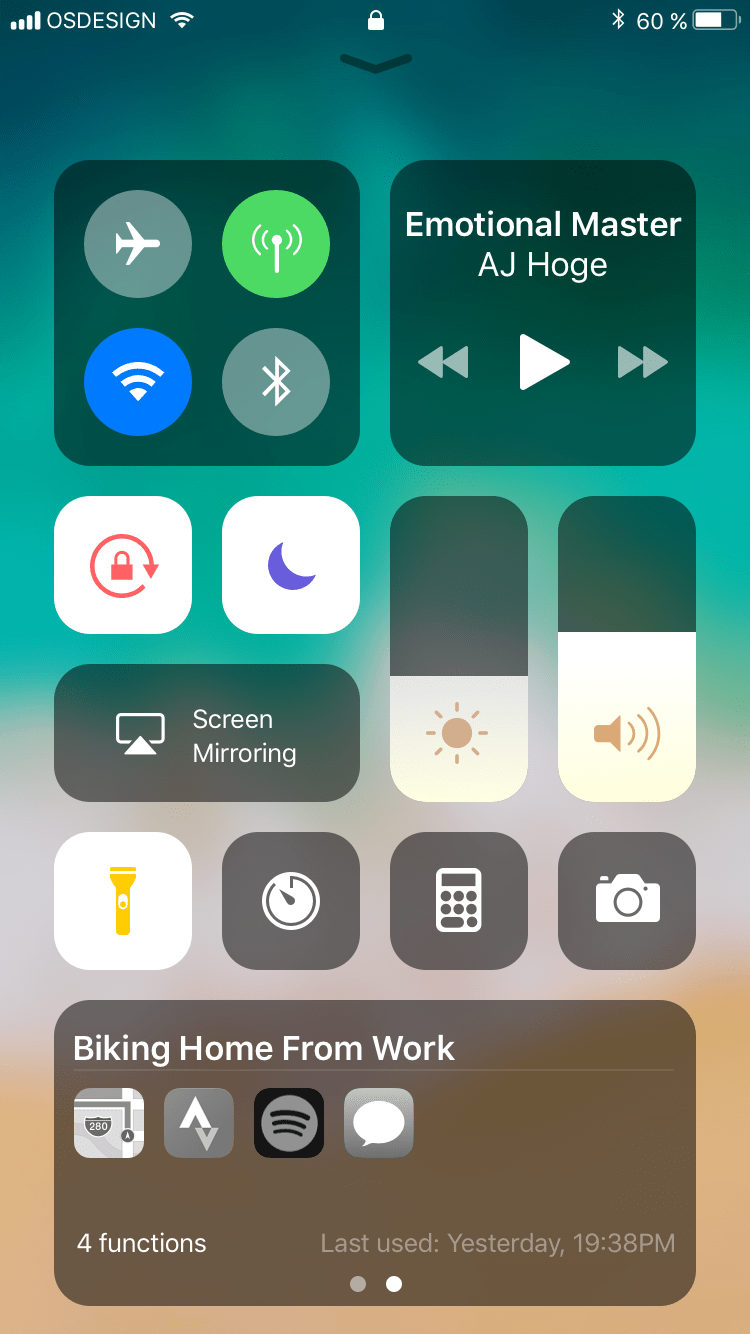 OSDESIGN
60 %
Emotional Master
AJ Hoge
Screen
Mirroring
Biking Home From Work
280
4 functions
Last used: Yesterday, 19:38PM